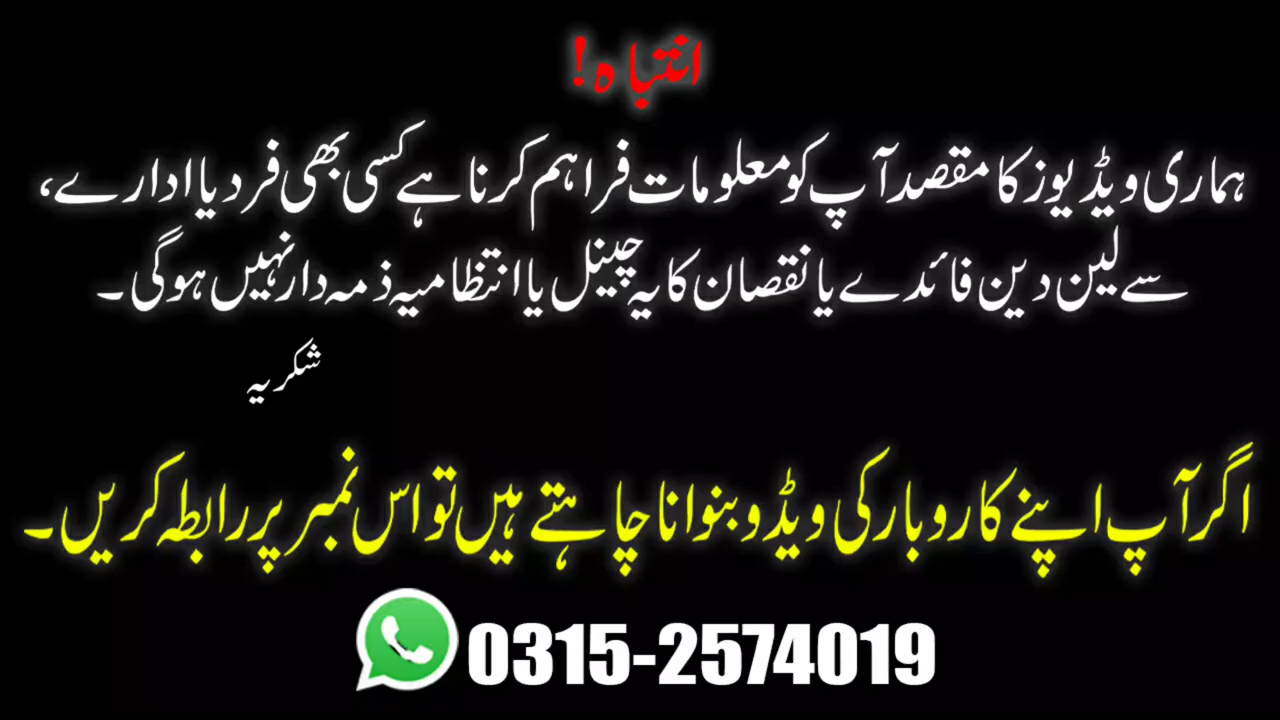 انتباہ!
ہماری ویڈیوز کا مقصد آپ کو معلومات فراہم کرنا ہے کسی بھی فرد یا ادارے،
سے لین دین فائدے یا نقصان کا یہ چینل یا انتظامیہ ذمہ دار نہیں ہوگی۔
شکریہ
اگر آپ اپنے کاروبار کی ویڈو بنوانا چاہتے ہیں تو اس نمبر پر رابطہ کریں۔
0315-2574019